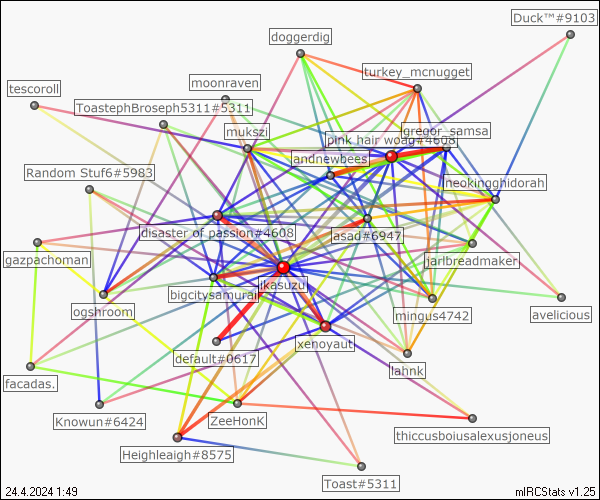 Duck™#9103
doggerdig
turkey_mcnugget
moonraven
tescoroll
ToastephBroseph5311#5311
mukszi
gregor_samsa
pink hair woag#4608
andnewbees
Random Stuf6#5983
neokingghidorah
disaster of passion#4608
asad#6947
gazpachoman
jarlbreadmaker
jkasuzu
bigcitysamurai
ogshroom
mingus4742
avelicious
xenoyaut
default#0617
lahnk
facadas.
Knowun#6424
ZeeHonK
thiccusboiusalexusjoneus
Heighleaigh#8575
Toast#5311
24.4.2024 1:49
mIRCStats v1.25